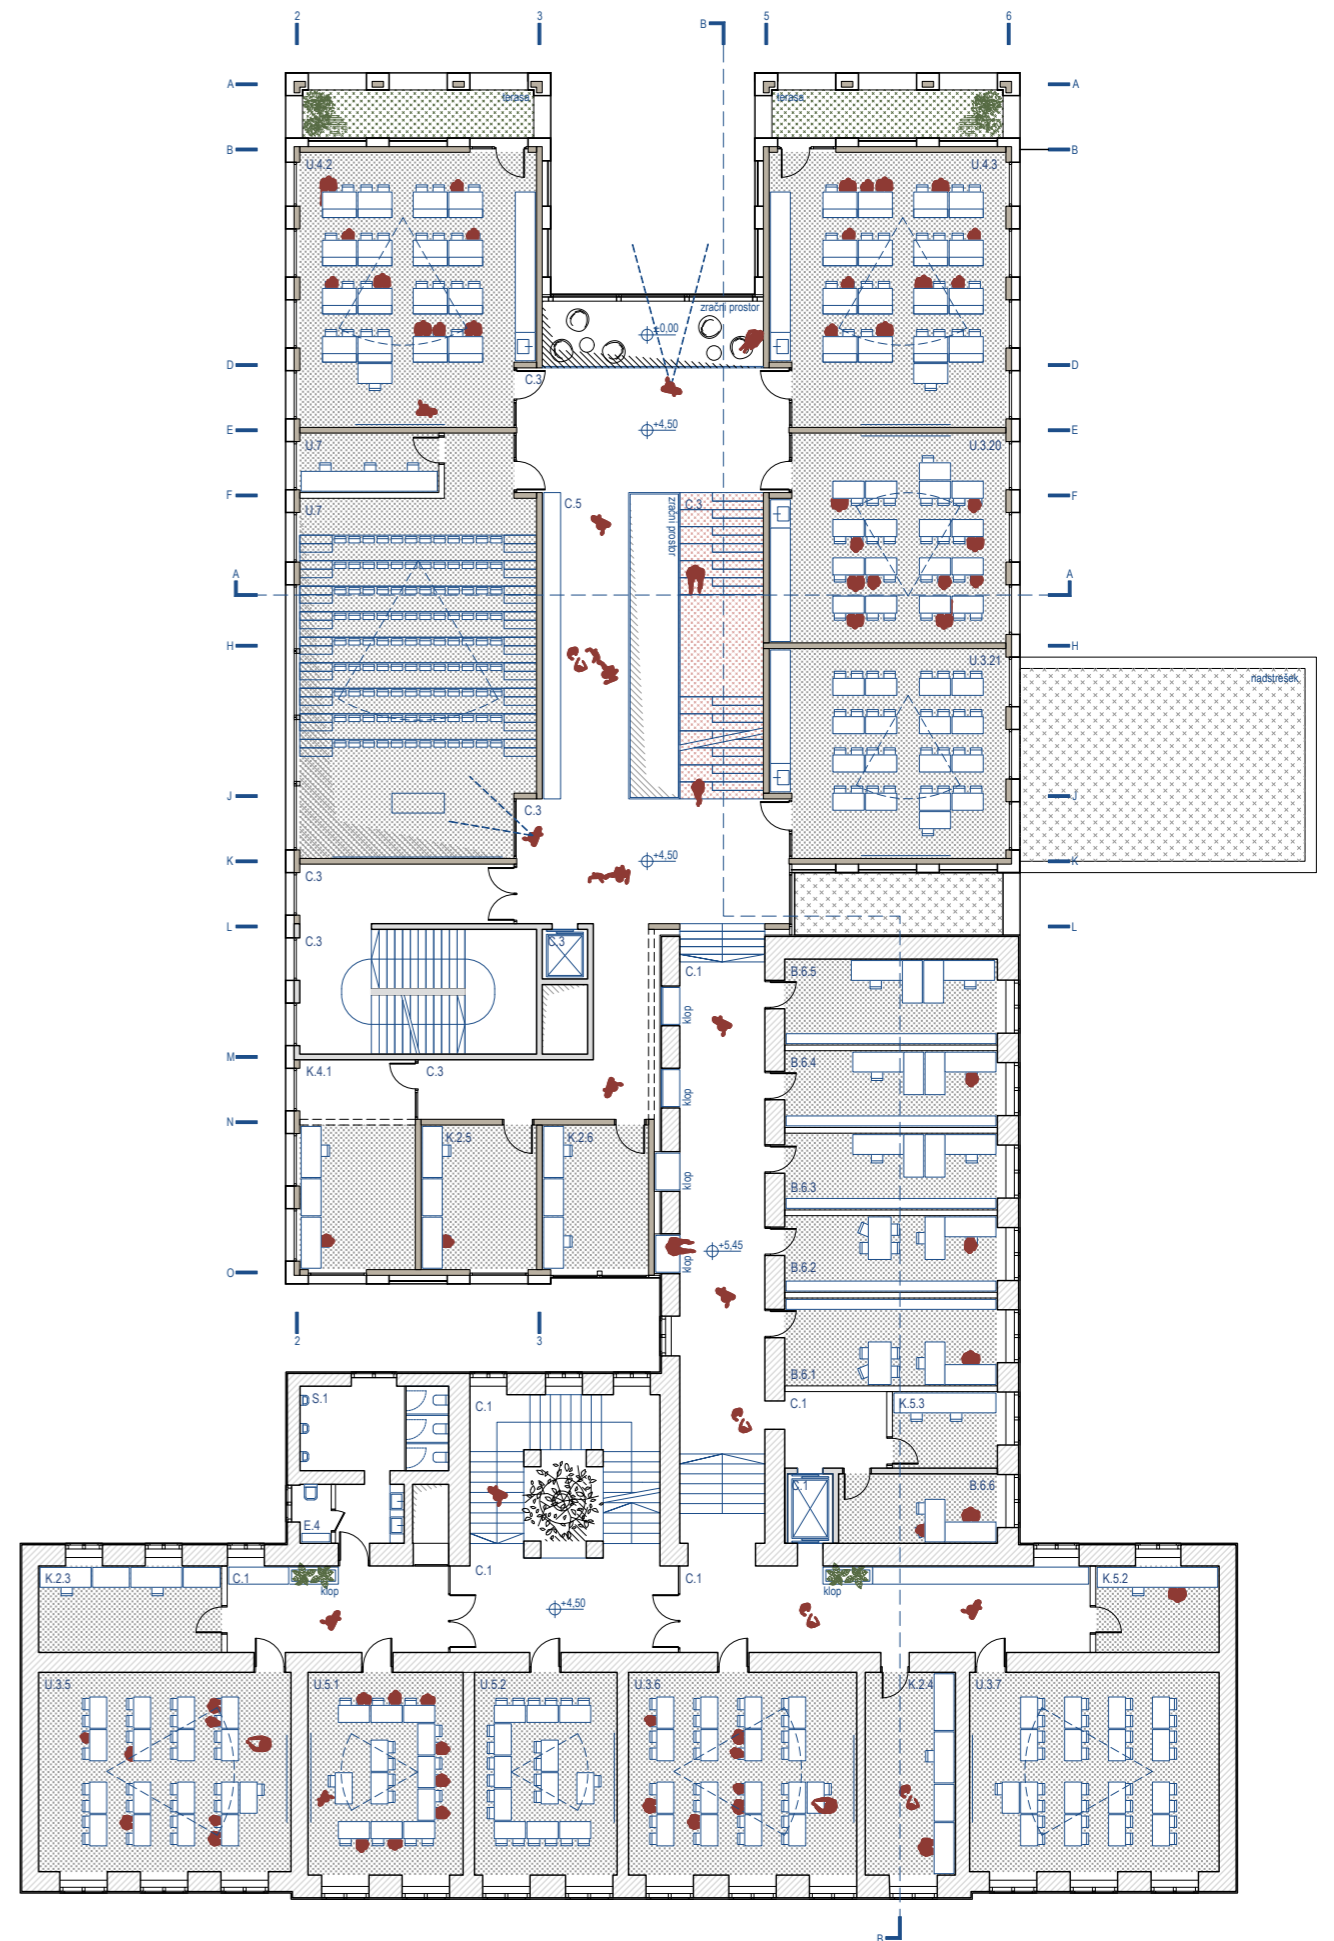 2
3
B
5
6
A
terasa
terasa
A
B
U.4.2
U.4.3
B
zračni prostor
±0,00
D
C.3
D
E
+4,50
E
U.7
U.3.20
F
C.5
zračni prostor
C.3
F
U.7
A
A
H
H
U.3.21
nadstrešek
J
C.3
J
K
+4,50
K
C.3
L
L
C.3
C.3
C.1
B.6.5
klop
M
K.4.1
C.3
B.6.4
klop
N
K.2.5
K.2.6
klop
B.6.3
+5,45
klop
B.6.2
O
2
3
B.6.1
S.1
C.1
C.1
K.5.3
C.1
B.6.6
E.4
K.2.3
C.1
klop
C.1
C.1
klop
K.5.2
+4,50
U.3.5
U.5.1
U.5.2
U.3.6
K.2.4
U.3.7
B